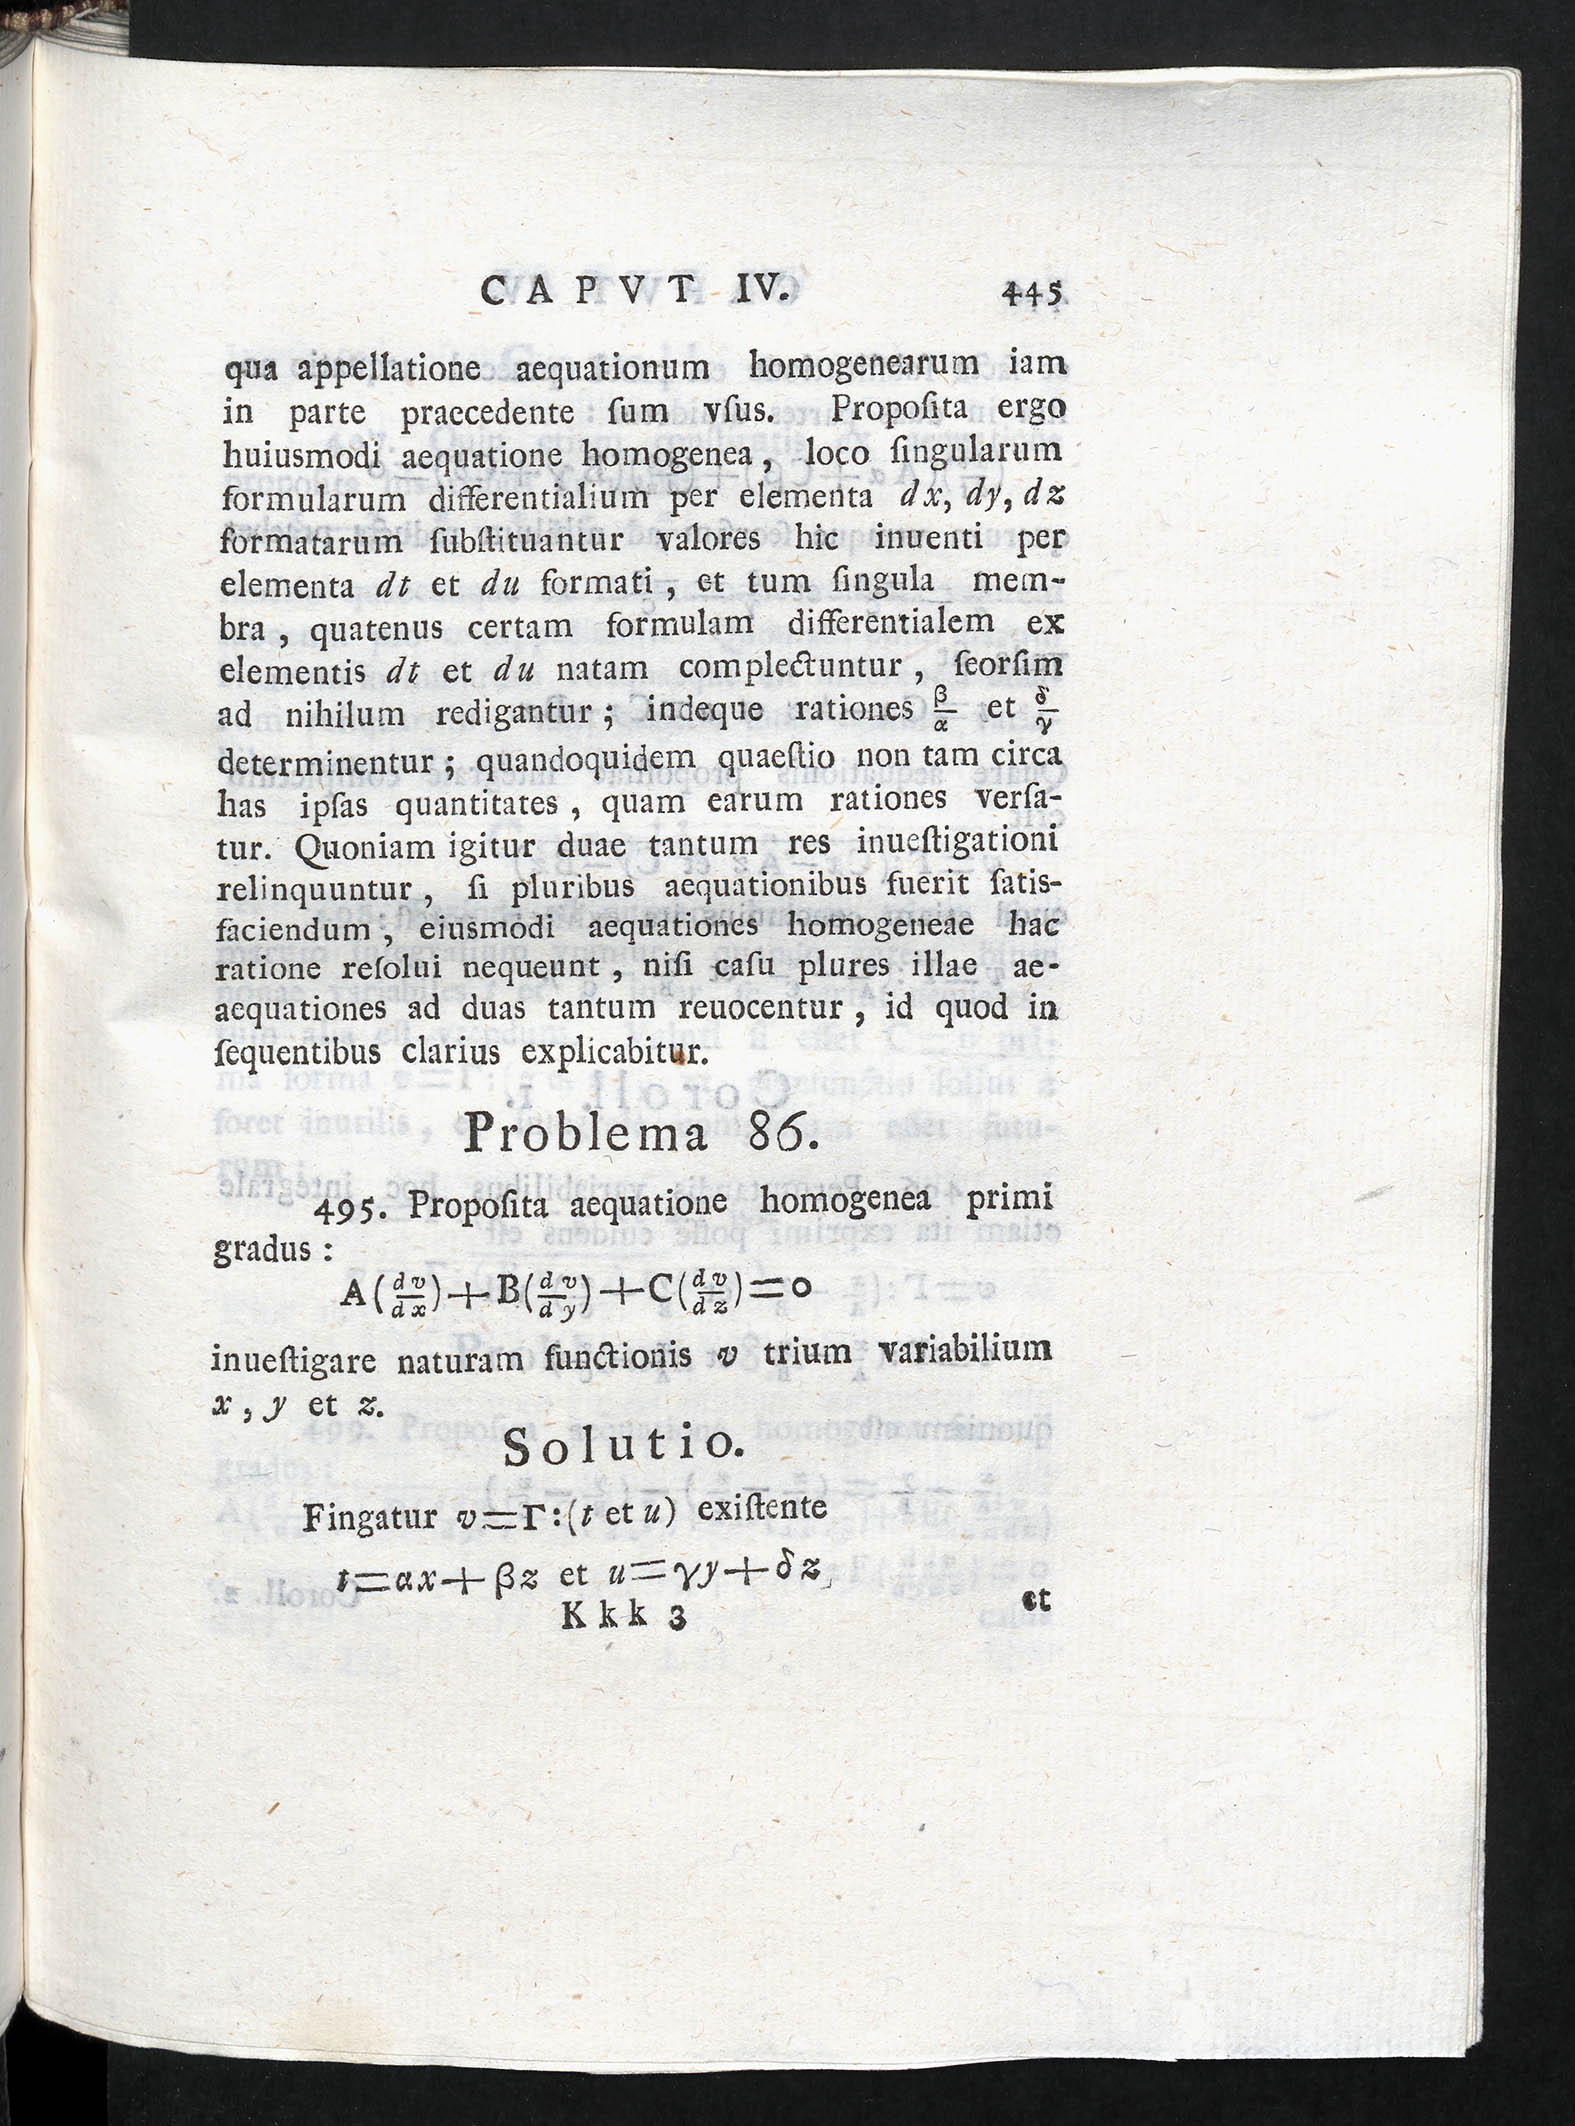 CAPVT IV. 445
qua appellatione aequationum homogenearum iam
in parte praecedente ſum vſus. Propoſita ergo
huiusmodi aequatione homogenea, loco ſingularum
formularum differentialium per elementa dx, dy, dz
formatarum ſubſtituantur valores hic inuenti per
elementa dt et du formati, et tum ſingula mem-
bra, quatenus certam formulam differentialem ex
elementis dt et du natam complectuntur, ſeorſim
ad nihilum redigantur; indeque rationes β/α et δ/γ
determinentur; quandoquidem quaeſtio non tam circa
has ipſas quantitates, quam earum rationes verſa-
tur. Quoniam igitur duae tantum res inueſtigationi
relinquuntur, ſi pluribus aequationibus fuerit ſatis-
faciendum, eiusmodi aequationes homogeneae hac
ratione reſolui nequeunt, niſi caſu plures illae ae-
aequationes ad duas tantum reuocentur, id quod in
ſequentibus clarius explicabitur.
Problema 86.
495. Propoſita aequatione homogenea primi
gradus:
A(dv/dx)+B(dv/dy)+C(dv/dz)=0
inueſtigare naturam functionis v trium variabilium
x, y et z.
Solutio.
Fingatur v=Γ:(t et u) exiſtente
t=αx+βz et u=γy+δz
Kkk 3 et